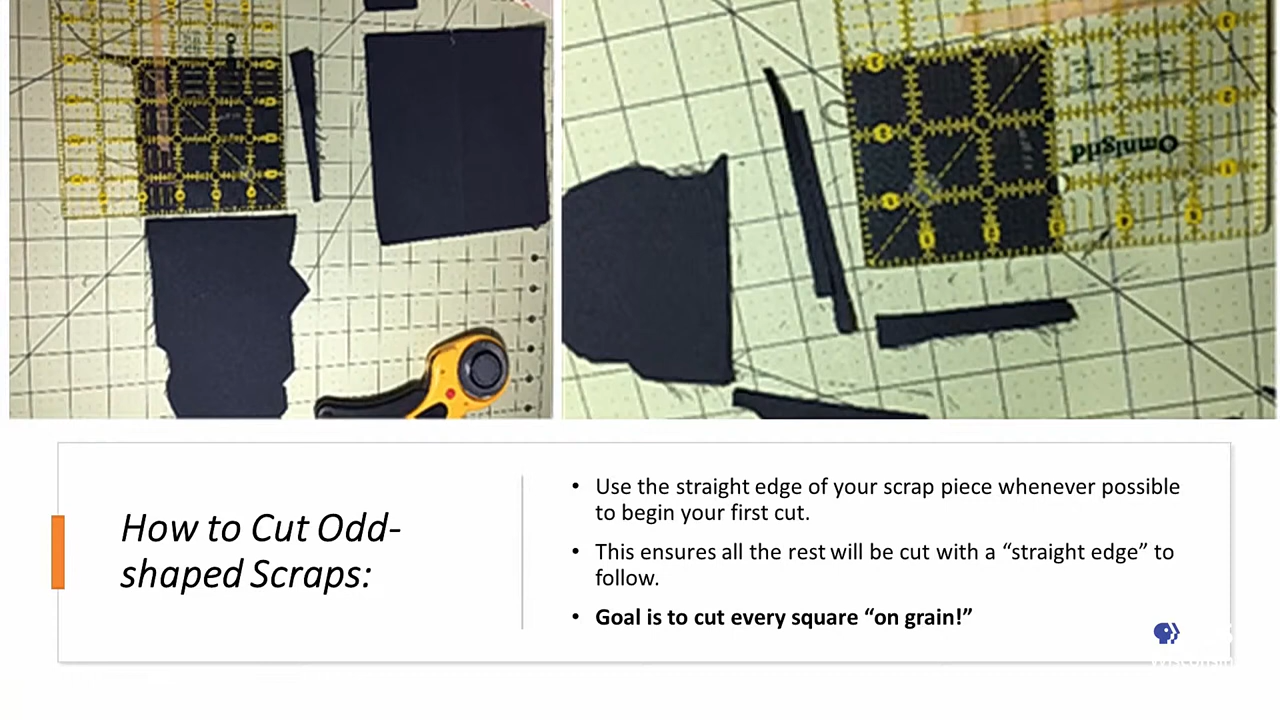 Omnigrid
How to Cut Odd-
shaped Scraps:
• Use the straight edge of your scrap piece whenever possible
to begin your first cut.
• This ensures all the rest will be cut with a “straight edge” to
follow.
• Goal is to cut every square “on grain!”
Wisconsin